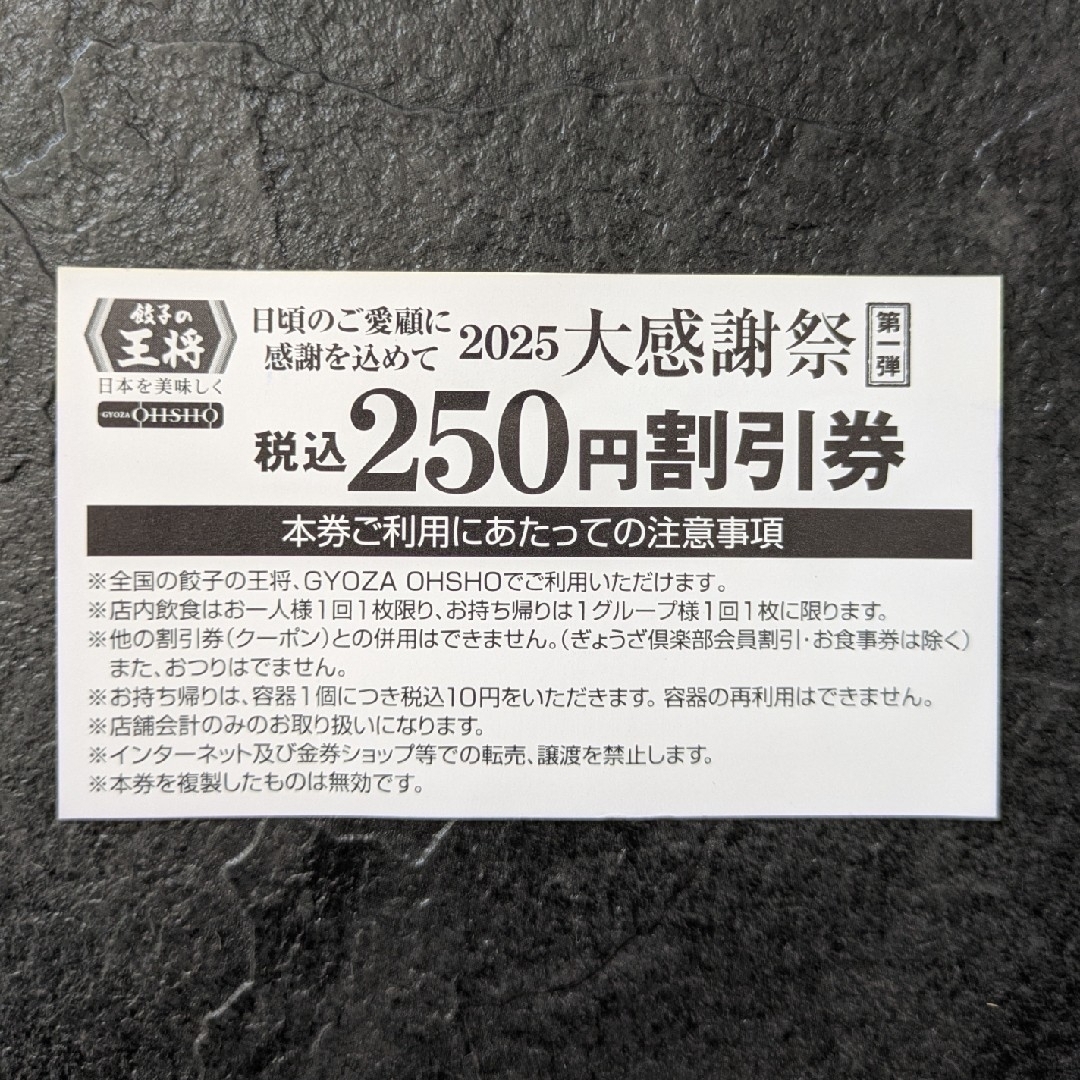 餃子の
王将
日本を美味しく
GYOZA OHSHO
日頃のご愛顧に
感謝を込めて
2025大感謝祭
第一弾
税込250円割引券
本券ご利用にあたっての注意事項
※全国の餃子の王将、GYOZA OHSHOでご利用いただけます。
※店内飲食はお一人様1回1枚限り、お持ち帰りは1グループ様1回1枚に限ります。
※他の割引券(クーポン)との併用はできません。(ぎょうざ倶楽部会員割引・お食事券は除く)
また、おつりはでません。
※お持ち帰りは、容器1個につき税込10円をいただきます。容器の再利用はできません。
※店舗会計のみのお取り扱いになります。
※インターネット及び金券ショップ等での転売、譲渡を禁止します。
※本券を複製したものは無効です。